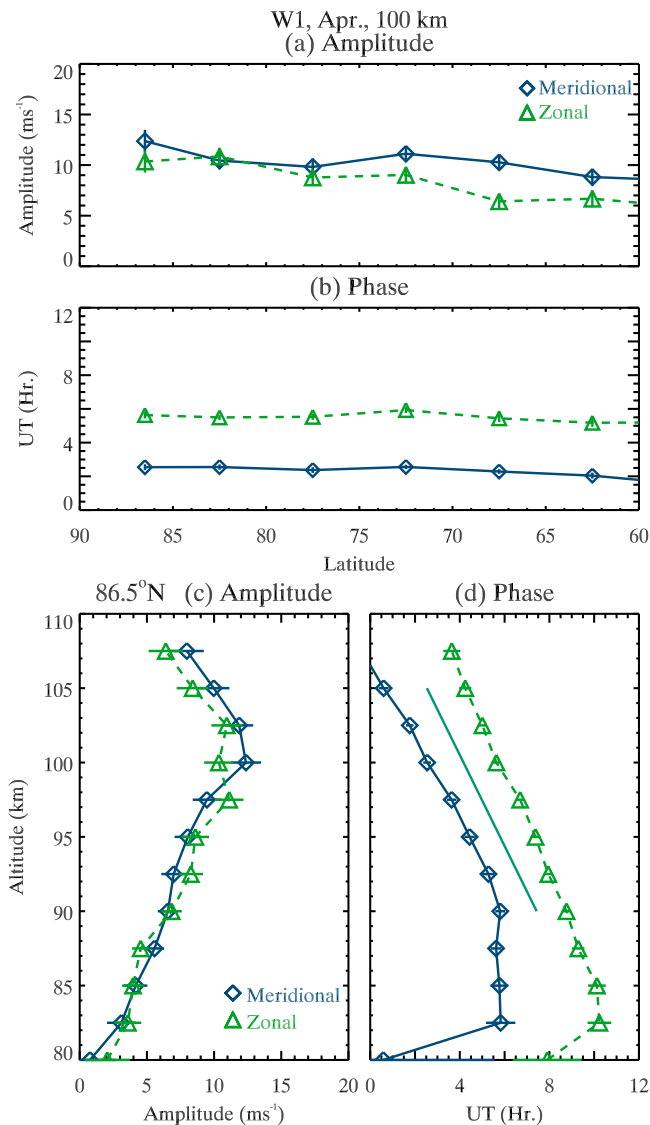 W1, Apr., 100 km
(a) Amplitude
20
15
10
5
0
Amplitude (ms⁻¹)
Meridional
Zonal
(b) Phase
12
8
4
0
UT (Hr.)
90 85 80 75 70 65 60
Latitude
86.5°N (c) Amplitude
(d) Phase
110
105
100
95
90
85
80
Altitude (km)
Meridional
Zonal
0 5 10 15 20
Amplitude (ms⁻¹)
0 4 8 12
UT (Hr.)